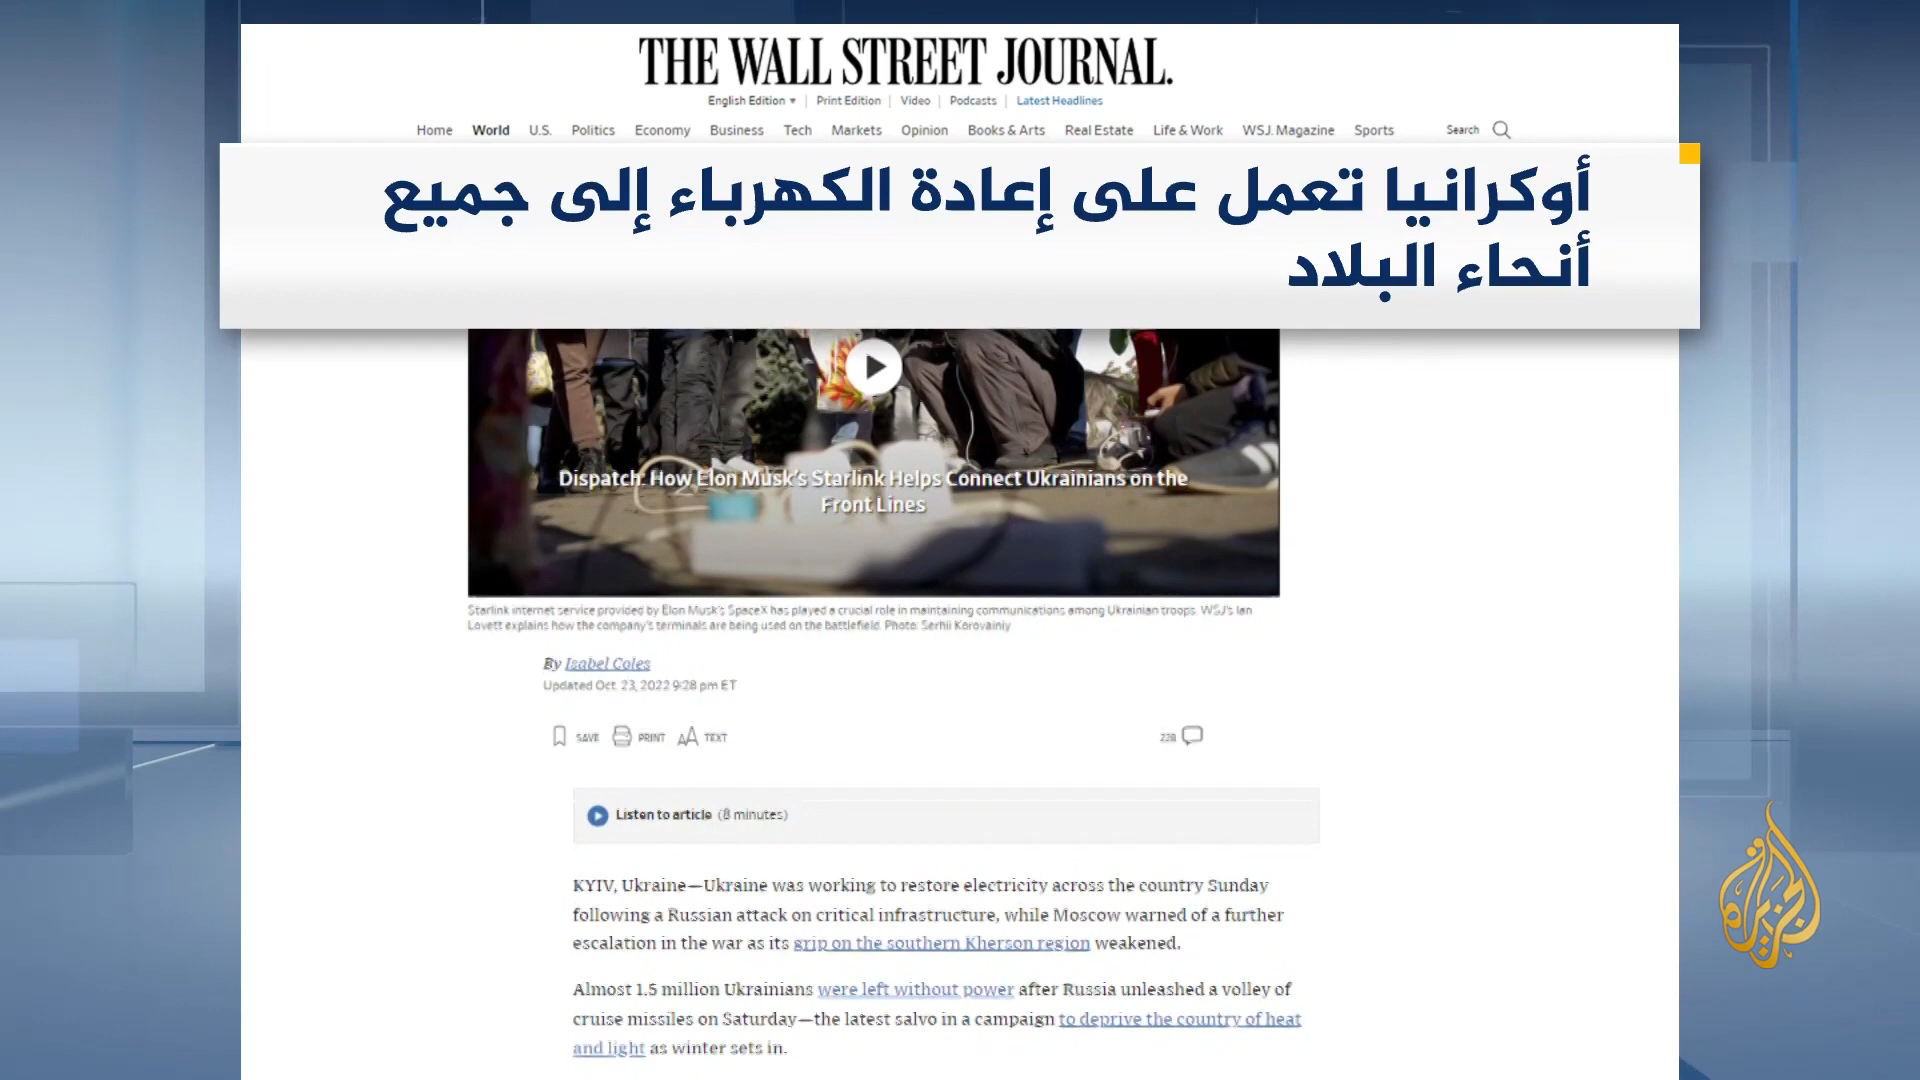 THE WALL STREET JOURNAL.
English Edition ▾ | Print Edition | Video | Podcasts | Latest Headlines
Home World U.S. Politics Economy Business Tech Markets Opinion Books & Arts Real Estate Life & Work WSJ. Magazine Sports Search
أوكرانيا تعمل على إعادة الكهرباء إلى جميع
أنحاء البلاد
Dispatch: How Elon Musk's Starlink Helps Connect Ukrainians on the
Front Lines
Starlink internet service provided by Elon Musk's SpaceX has played a crucial role in maintaining communications among Ukrainian troops. WSJ's Ian
Lovett explains how the company's terminals are being used on the battlefield. Photo: Serhii Korovainiy
By Isabel Coles
Updated Oct. 23, 2022 9:28 pm ET
SAVE PRINT AA TEXT 228
Listen to article (8 minutes)
KYIV, Ukraine—Ukraine was working to restore electricity across the country Sunday
following a Russian attack on critical infrastructure, while Moscow warned of a further
escalation in the war as its grip on the southern Kherson region weakened.
Almost 1.5 million Ukrainians were left without power after Russia unleashed a volley of
cruise missiles on Saturday—the latest salvo in a campaign to deprive the country of heat
and light as winter sets in.
الجزيرة